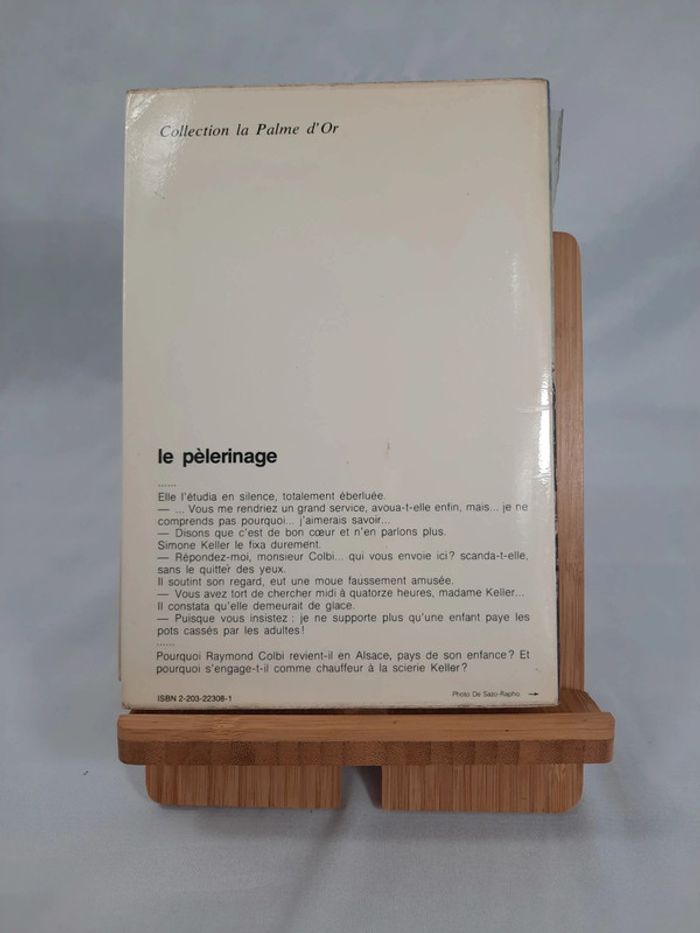 Collection la Palme d'Or
le pèlerinage
......
Elle l'étudia en silence, totalement éberluée.
— ... Vous me rendriez un grand service, avoua-t-elle enfin, mais... je ne
comprends pas pourquoi... j'aimerais savoir...
— Disons que c'est de bon cœur et n'en parlons plus.
Simone Keller le fixa durement.
— Répondez-moi, monsieur Colbi... qui vous envoie ici? scanda-t-elle,
sans le quitter des yeux.
Il soutint son regard, eut une moue faussement amusée.
— Vous avez tort de chercher midi à quatorze heures, madame Keller...
Il constata qu'elle demeurait de glace.
— Puisque vous insistez : je ne supporte plus qu'une enfant paye les
pots cassés par les adultes!
......
Pourquoi Raymond Colbi revient-il en Alsace, pays de son enfance? Et
pourquoi s'engage-t-il comme chauffeur à la scierie Keller?
ISBN 2-203-22308-1
Photo De Sazo-Rapho. →